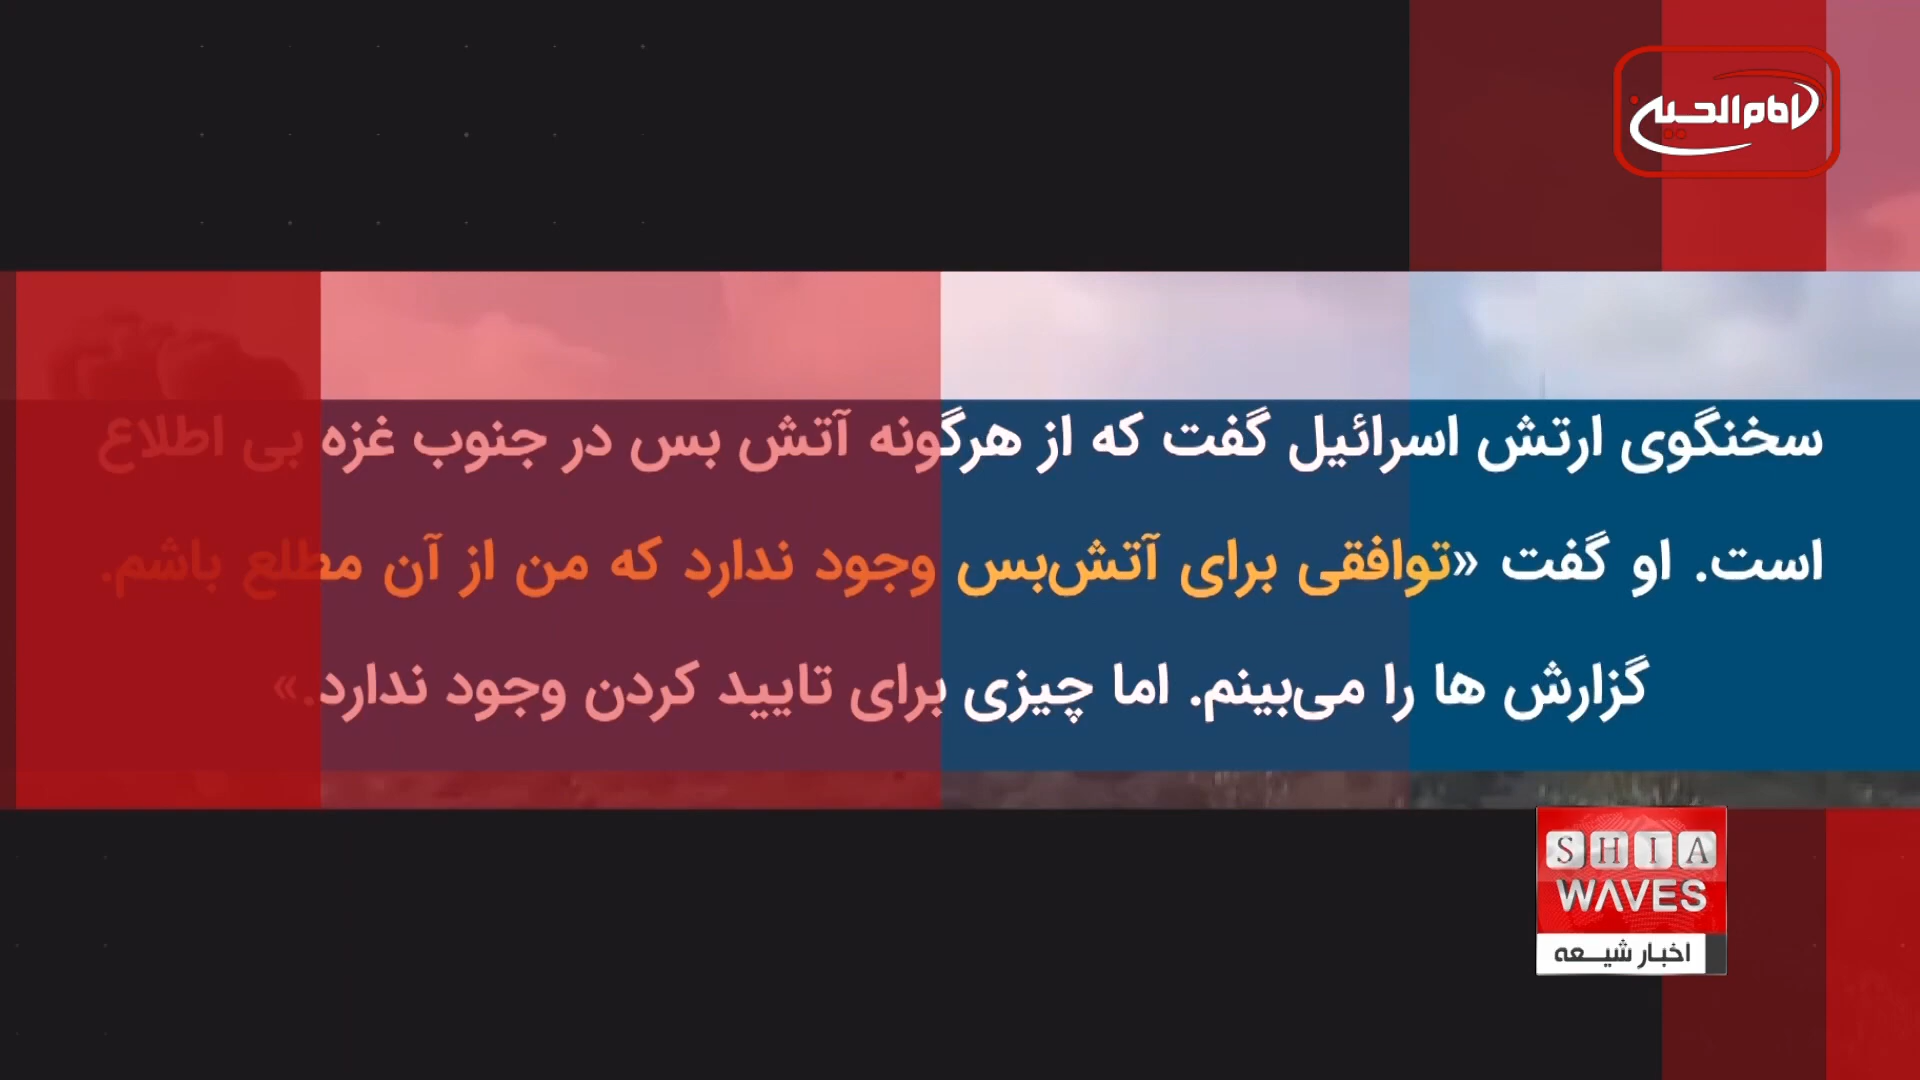 امام الحسین
سخنگوی ارتش اسرائیل گفت که از هرگونه آتش بس در جنوب غزه بی اطلاع
است. او گفت «توافقی برای آتش‌بس وجود ندارد که من از آن مطلع باشم.
گزارش ها را می‌بینم. اما چیزی برای تایید کردن وجود ندارد.»
SHIA
WAVES
اخبار شیعه